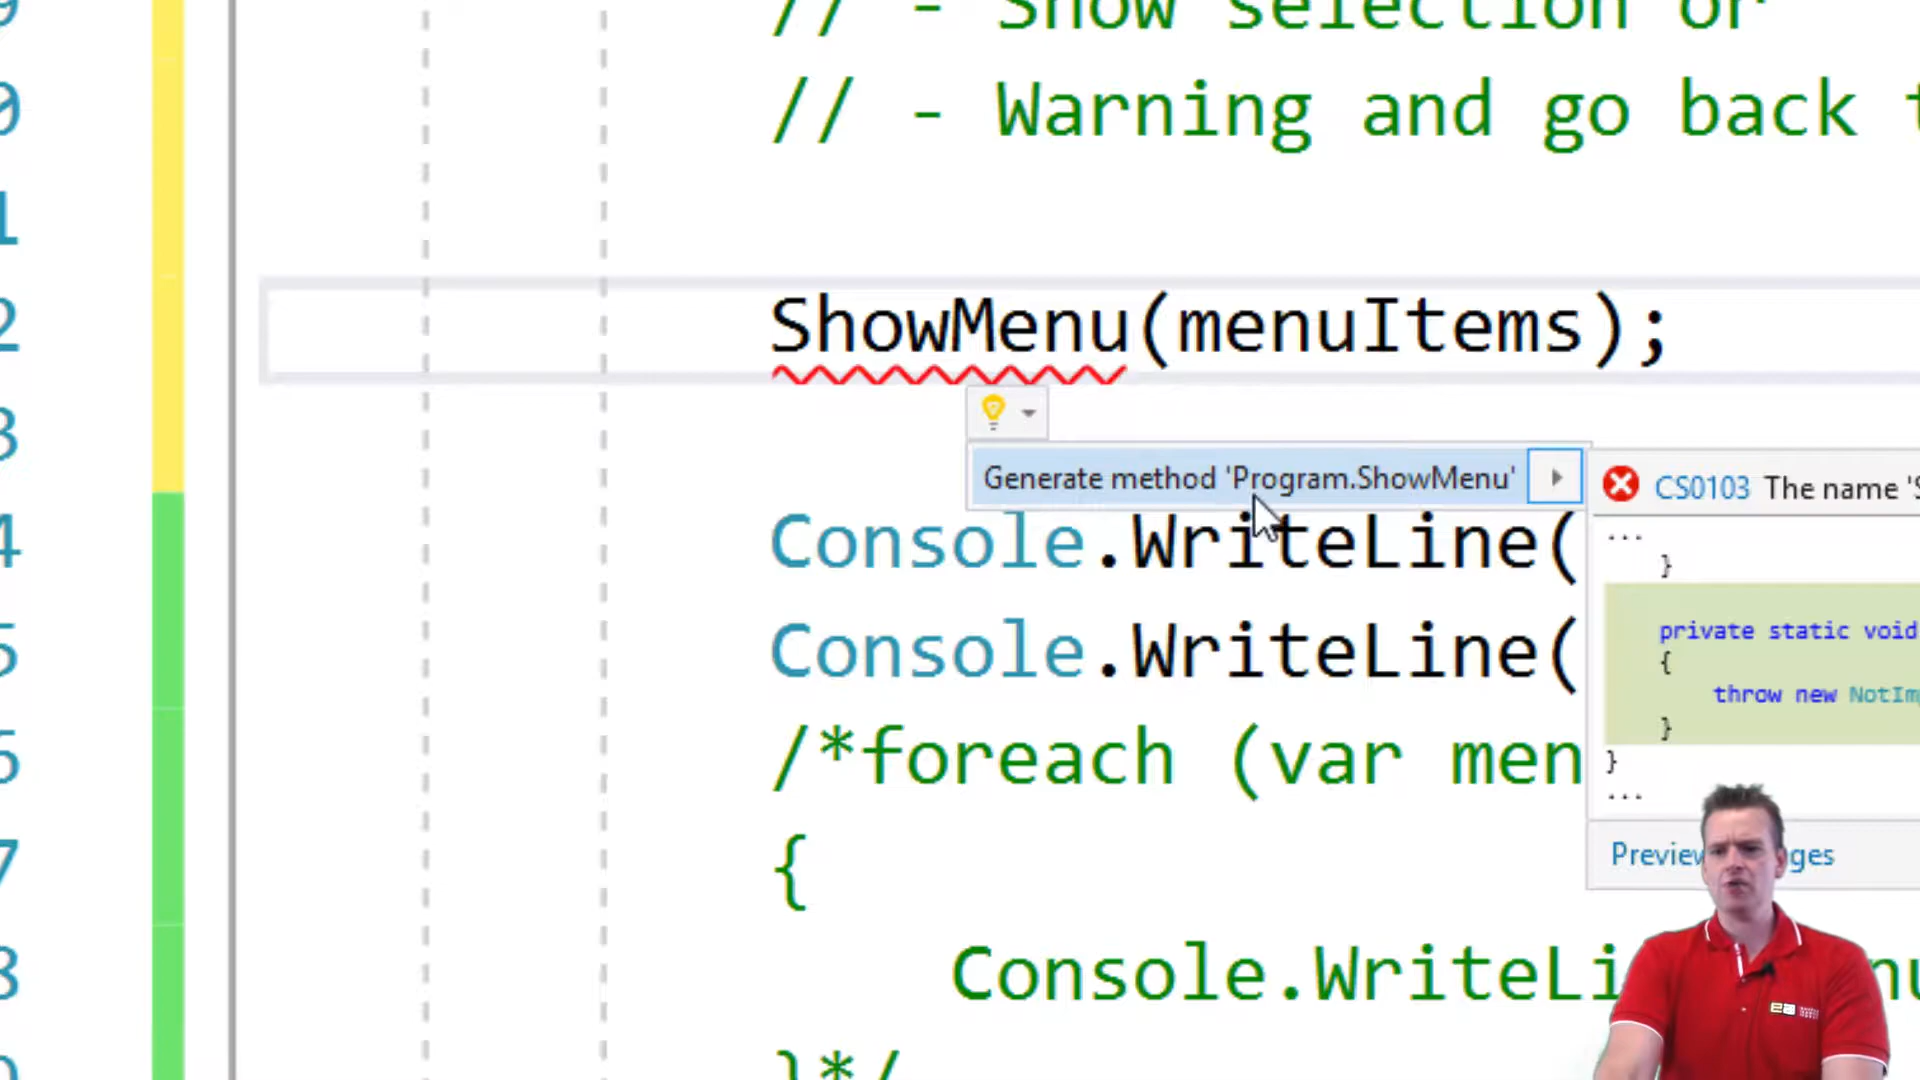 // - Show selection or
// - Warning and go back
ShowMenu(menuItems);
Generate method 'Program.ShowMenu'
CS0103 The name '
Console.WriteLine(
...
}
private static void
Console.WriteLine(
{
throw new
}
/*foreach (var men
}
...
{
Console.WriteLi
}*/